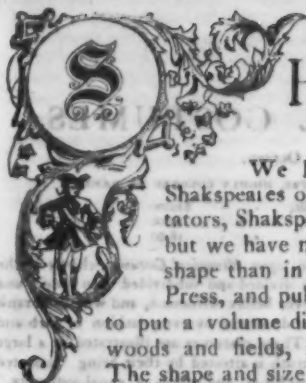 S H
We
Shakspeares o
tators, Shaksp
but we have n
shape than in
Press, and pu
to put a volume di
woods and fields,
The shape and size